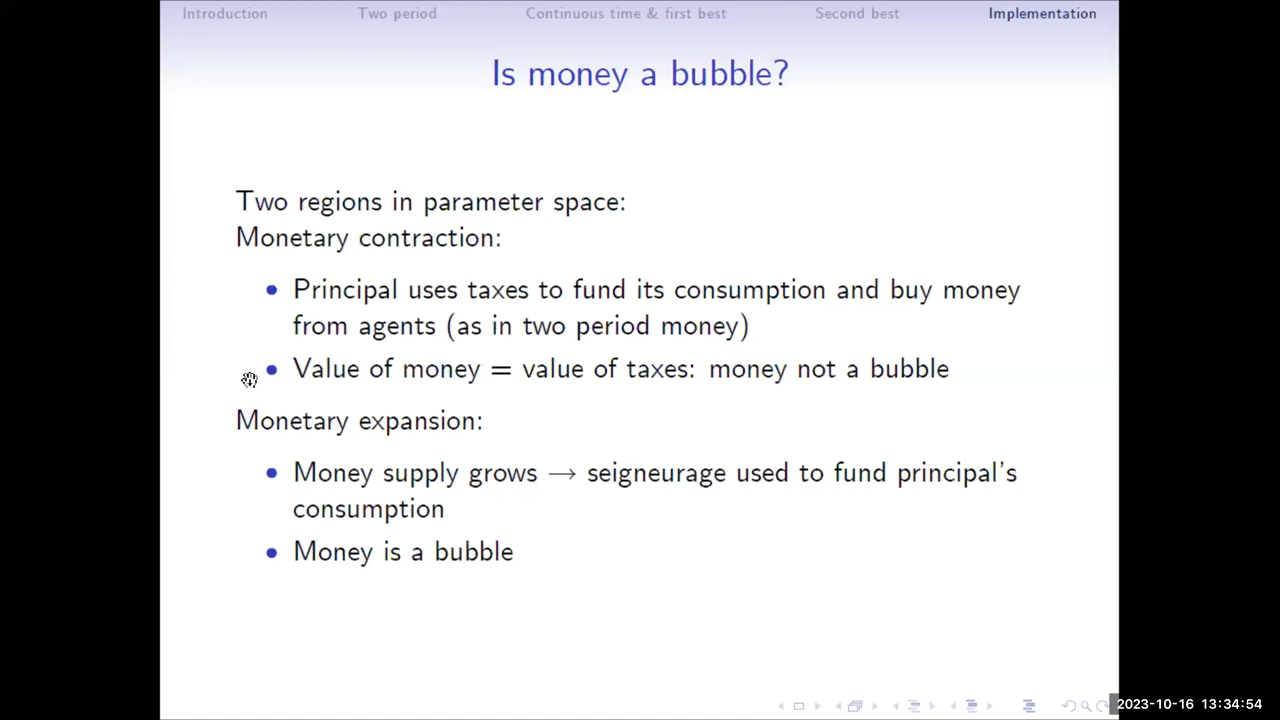 Introduction Two period Continuous time & first best Second best Implementation
Is money a bubble?
Two regions in parameter space:
Monetary contraction:
• Principal uses taxes to fund its consumption and buy money
from agents (as in two period money)
• Value of money = value of taxes: money not a bubble
Monetary expansion:
• Money supply grows → seigneurage used to fund principal's
consumption
• Money is a bubble
2023-10-16 13:34:54